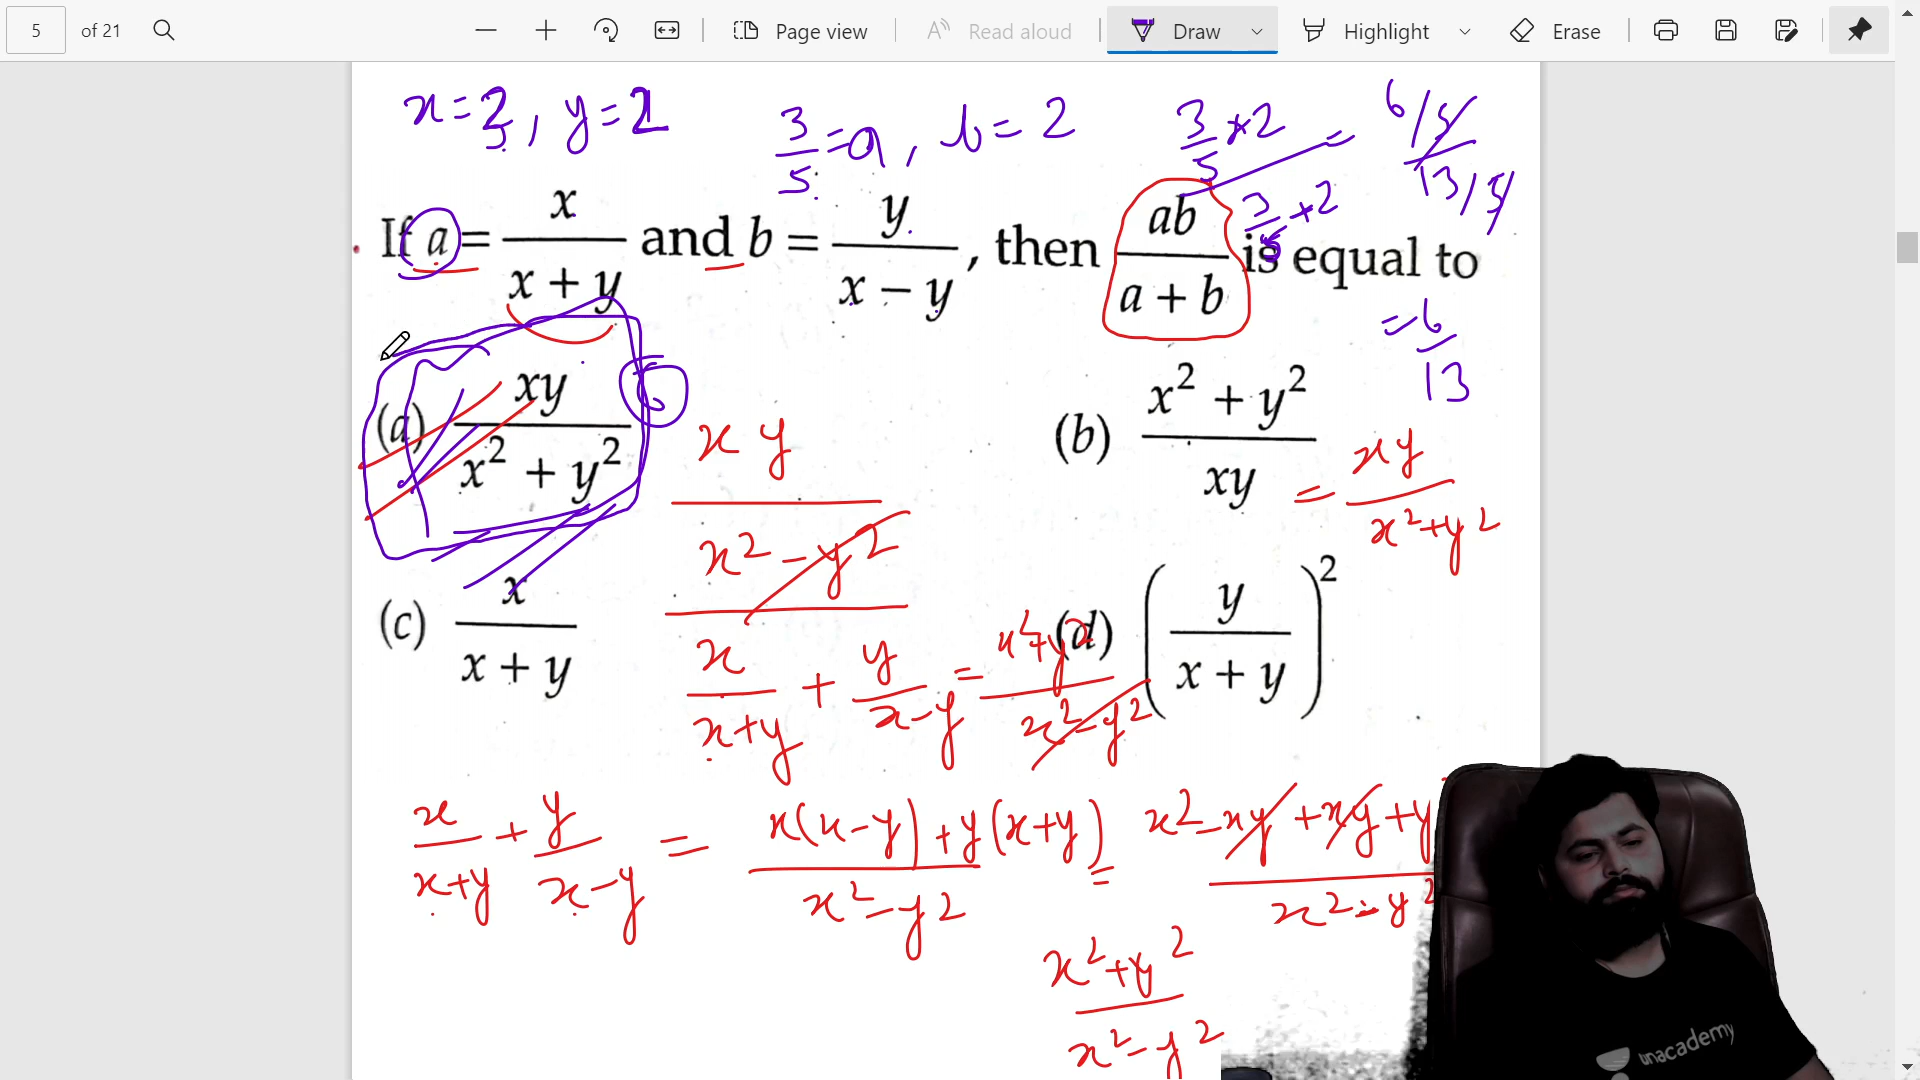 5 of 21 Page view Read aloud Draw Highlight Erase
x = 3, y = 2
3/5 = a, b = 2
3/5 × 2 = 6/5 / 13/5
3/5 + 2
If a = x/(x + y) and b = y/(x − y), then ab/(a + b) is equal to
= 6/13
(a) xy/(x² + y²) 6
(b) (x² + y²)/xy
= xy/(x² + y²)
xy/(x² − y²)
(c) x/(x + y)
(d) (y/(x + y))²
x/(x+y) + y/(x−y) = (x² + y²)/(x² − y²)
x/(x+y) + y/(x−y) = (x(x−y) + y(x+y))/(x² − y²) = (x² − xy + xy + y)/(x² − y²)
(x² + y²)/(x² − y²)
unacademy